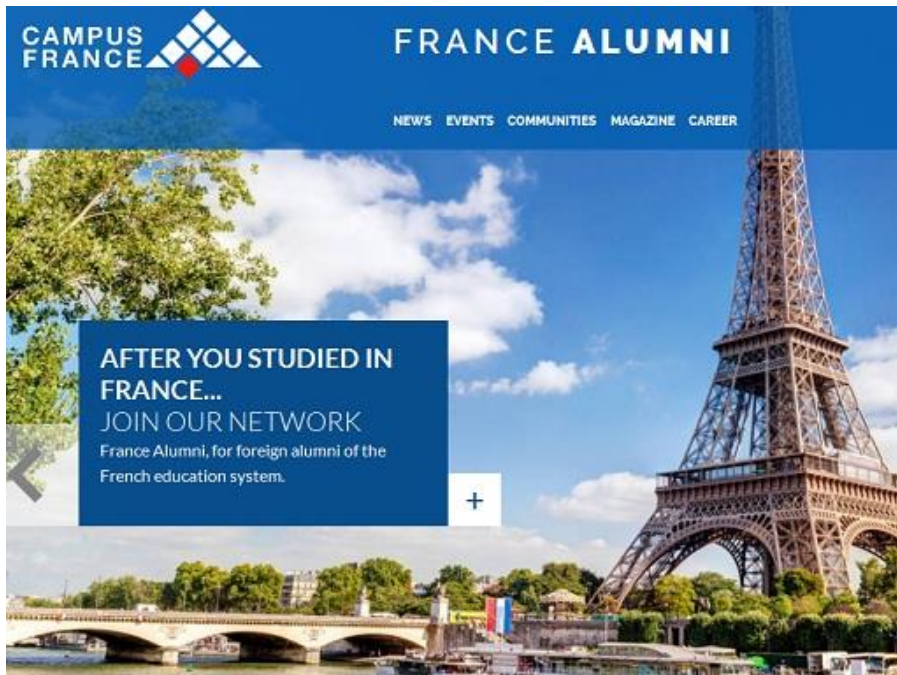 CAMPUS
FRANCE
FRANCE ALUMNI
NEWS EVENTS COMMUNITIES MAGAZINE CAREER
AFTER YOU STUDIED IN
FRANCE...
JOIN OUR NETWORK
France Alumni, for foreign alumni of the
French education system.
+